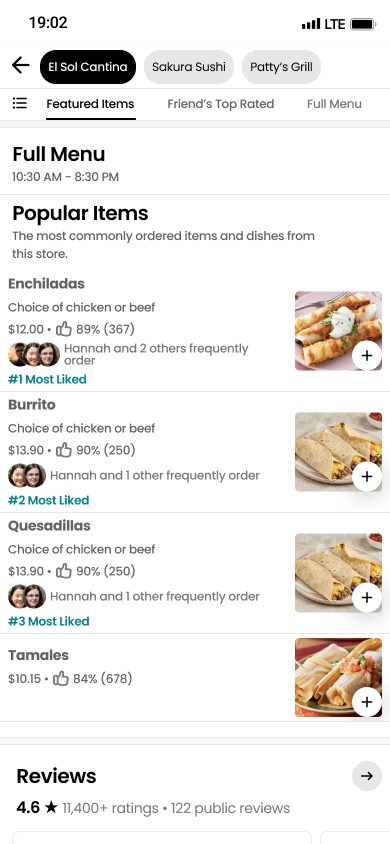 19:02
LTE
El Sol Cantina
Sakura Sushi
Patty's Grill
Featured Items
Friend's Top Rated
Full Menu
Full Menu
10:30 AM – 8:30 PM
Popular Items
The most commonly ordered items and dishes from
this store.
Enchiladas
Choice of chicken or beef
$12.00 • 89% (367)
Hannah and 2 others frequently
order
#1 Most Liked
Burrito
Choice of chicken or beef
$13.90 • 90% (250)
Hannah and 1 other frequently order
#2 Most Liked
Quesadillas
Choice of chicken or beef
$13.90 • 90% (250)
Hannah and 1 other frequently order
#3 Most Liked
Tamales
$10.15 • 84% (678)
Reviews
4.6 ★ 11,400+ ratings • 122 public reviews